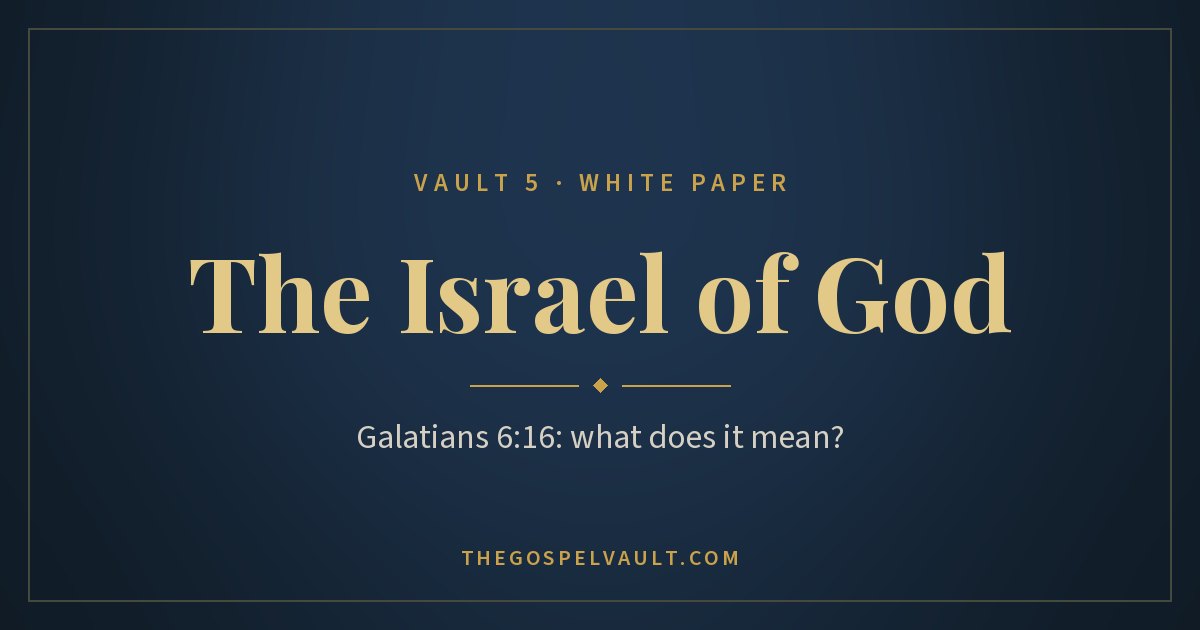 VAULT 5 · WHITE PAPER
The Israel of God
Galatians 6:16: what does it mean?
THEGOSPELVAULT.COM